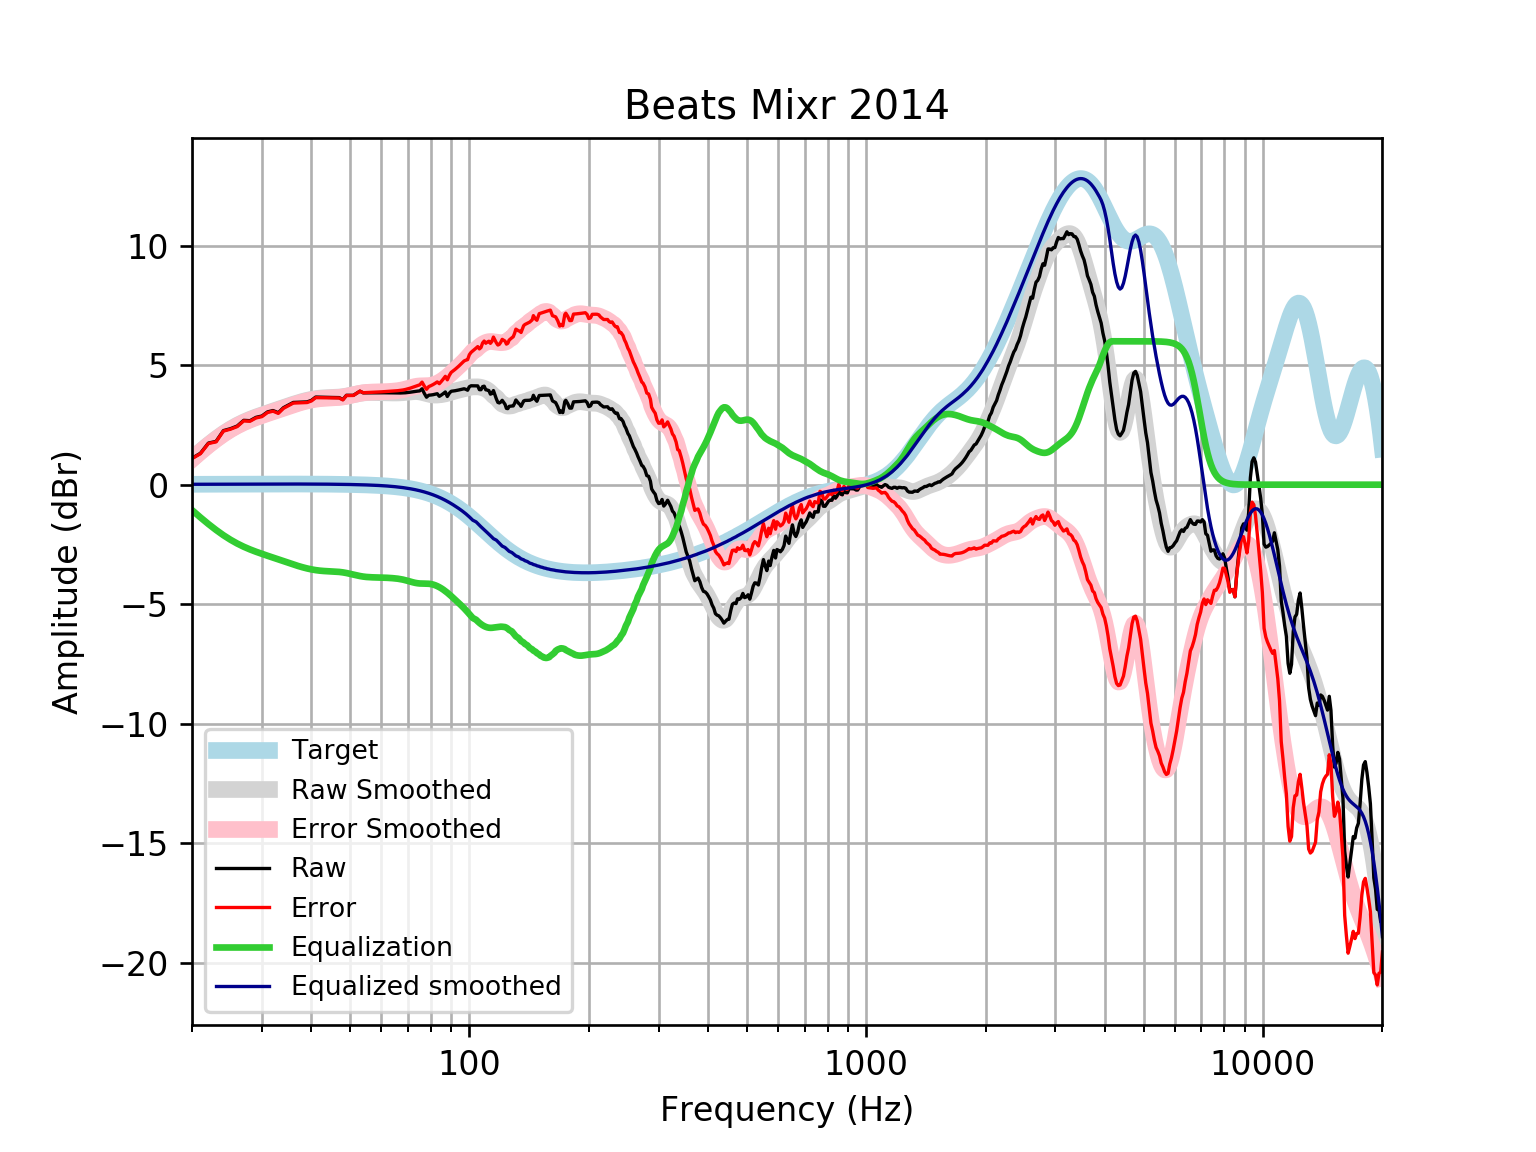 Beats Mixr 2014
Amplitude (dBr)
10
5
0
−5
−10
−15
−20
Target
Raw Smoothed
Error Smoothed
Raw
Error
Equalization
Equalized smoothed
100
1000
10000
Frequency (Hz)